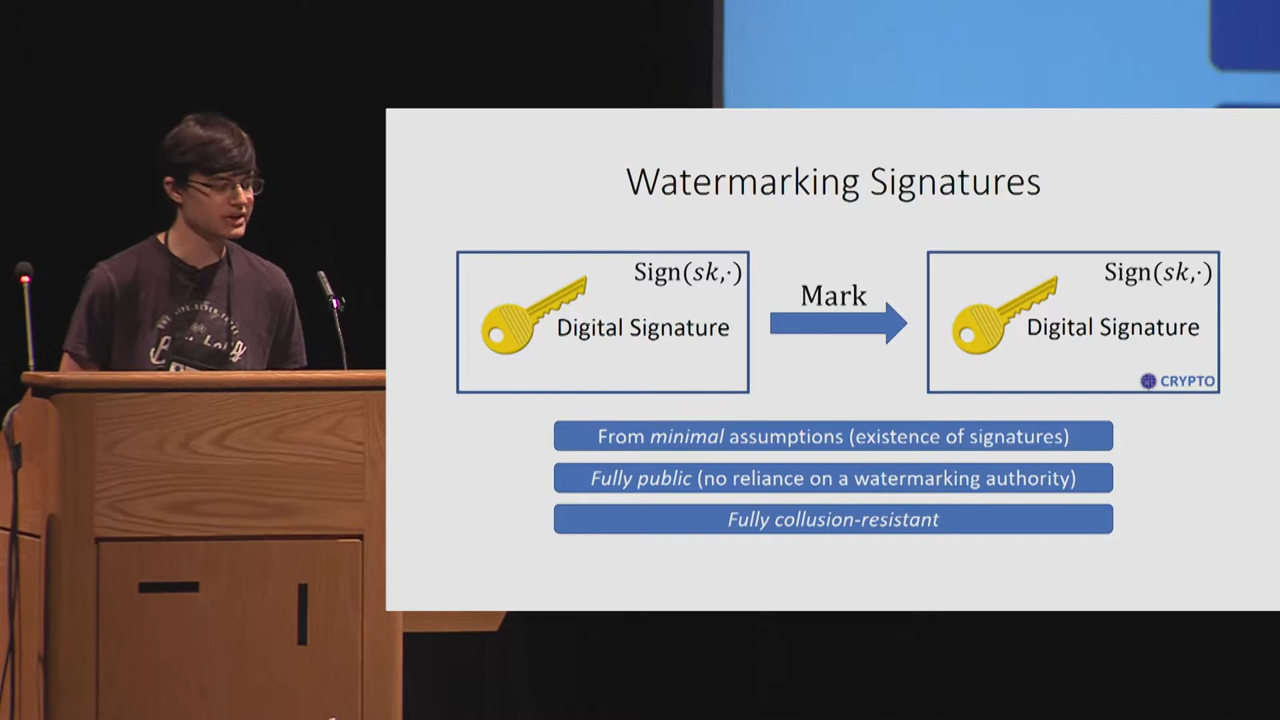 Watermarking Signatures
Sign(sk,·)
Digital Signature
Mark
Sign(sk,·)
Digital Signature
CRYPTO
From minimal assumptions (existence of signatures)
Fully public (no reliance on a watermarking authority)
Fully collusion-resistant